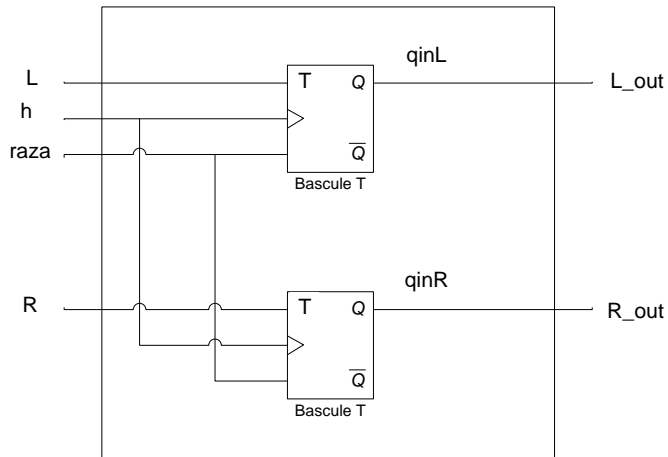 qinL
L
T
Q
L_out
h
raza
Q
Bascule T
qinR
R
T
Q
R_out
Q
Bascule T